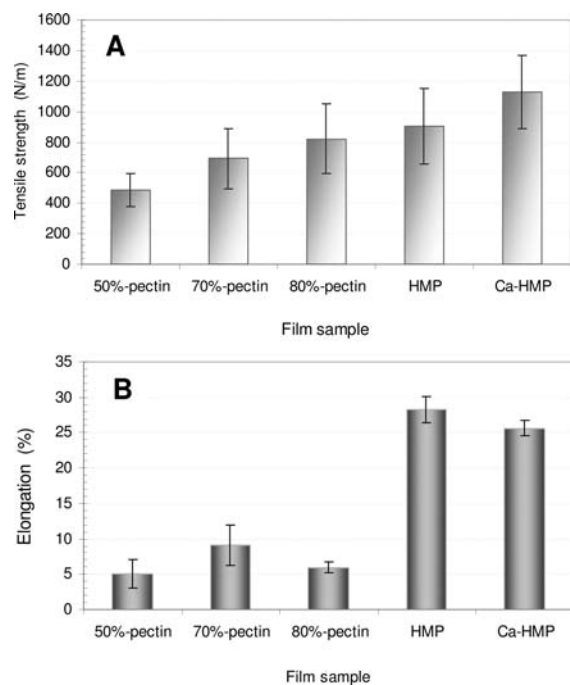 A
Tensile strength (N/m)
1600
1400
1200
1000
800
600
400
200
0
50%-pectin 70%-pectin 80%-pectin HMP Ca-HMP
Film sample
B
Elongation (%)
35
30
25
20
15
10
5
0
50%-pectin 70%-pectin 80%-pectin HMP Ca-HMP
Film sample